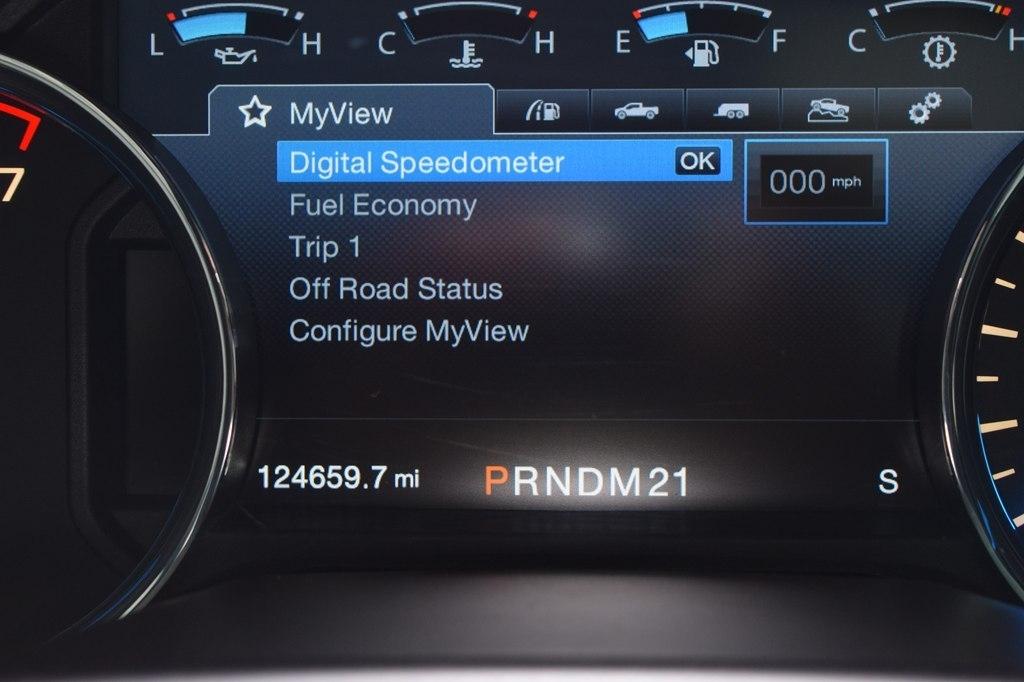 L H C H E F C H
MyView
Digital Speedometer OK
000 mph
Fuel Economy
Trip 1
Off Road Status
Configure MyView
7
124659.7 mi PRNDM21 S